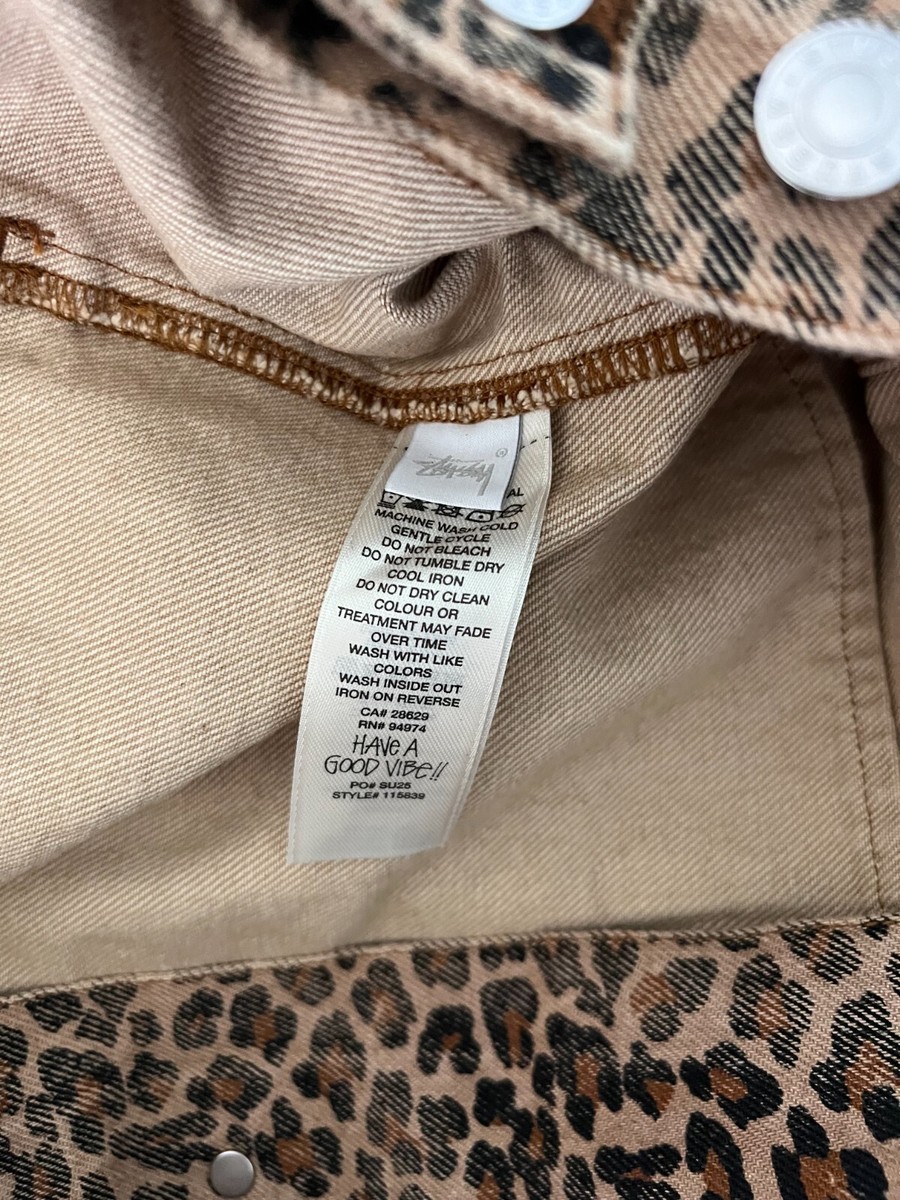 Stüssy
®
AL
MACHINE WASH COLD
GENTLE CYCLE
DO NOT BLEACH
DO NOT TUMBLE DRY
COOL IRON
DO NOT DRY CLEAN
COLOUR OR
TREATMENT MAY FADE
OVER TIME
WASH WITH LIKE
COLORS
WASH INSIDE OUT
IRON ON REVERSE
CA# 28629
RN# 94974
HAVE A
GOOD VIBE!!
PO# SU25
STYLE# 115839